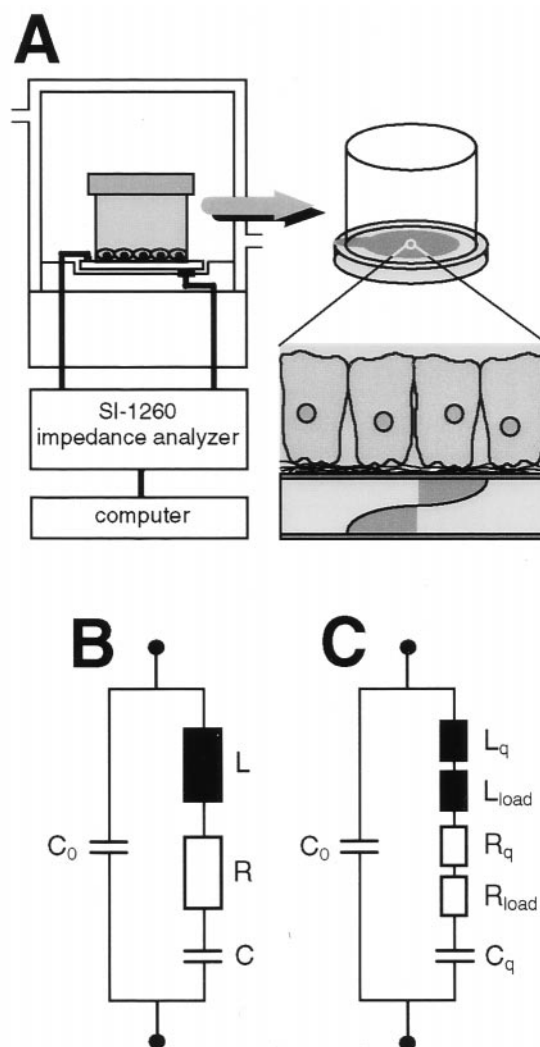 A
SI-1260
impedance analyzer
computer
B
C
L
C₀
R
C
Lq
Lload
C₀
Rq
Rload
Cq